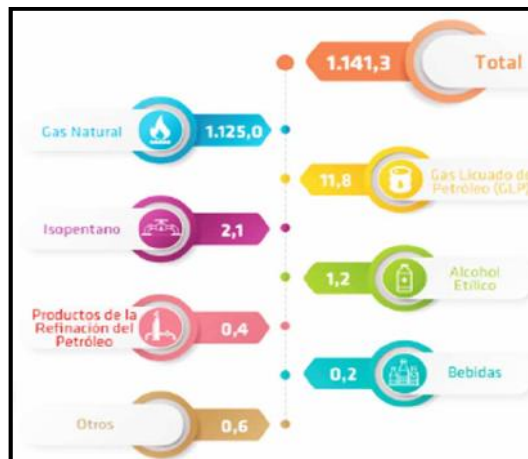 1.141,3 Total
Gas Natural 1.125,0
11,8 Gas Licuado de
Petróleo (GLP)
Isopentano 2,1
1,2 Alcohol
Etílico
Productos de la
Refinación del
Petróleo
0,4
0,2 Bebidas
Otros 0,6